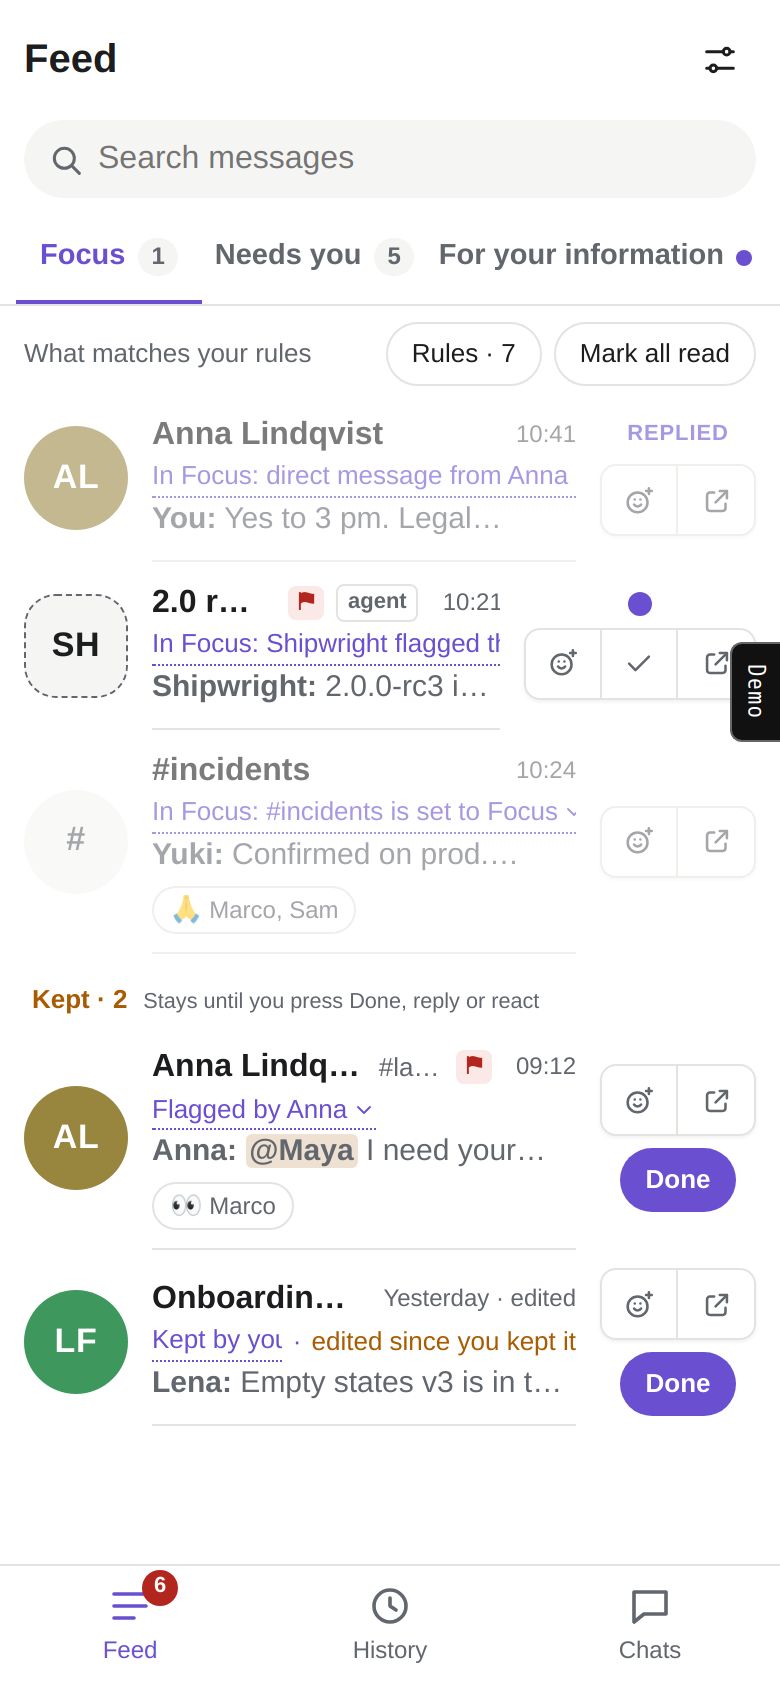 Feed
Search messages
Focus 1 Needs you 5 For your information
What matches your rules Rules · 7 Mark all read
AL Anna Lindqvist 10:41 REPLIED
In Focus: direct message from Anna
You: Yes to 3 pm. Legal…
SH 2.0 r… agent 10:21
In Focus: Shipwright flagged th
Shipwright: 2.0.0-rc3 i…
Demo
#incidents 10:24
# In Focus: #incidents is set to Focus
Yuki: Confirmed on prod.…
🙏 Marco, Sam
Kept · 2 Stays until you press Done, reply or react
AL Anna Lindq… #la… 09:12
Flagged by Anna
Anna: @Maya I need your…
Done
👀 Marco
LF Onboardin… Yesterday · edited
Kept by you · edited since you kept it
Lena: Empty states v3 is in t…
Done
6
Feed History Chats